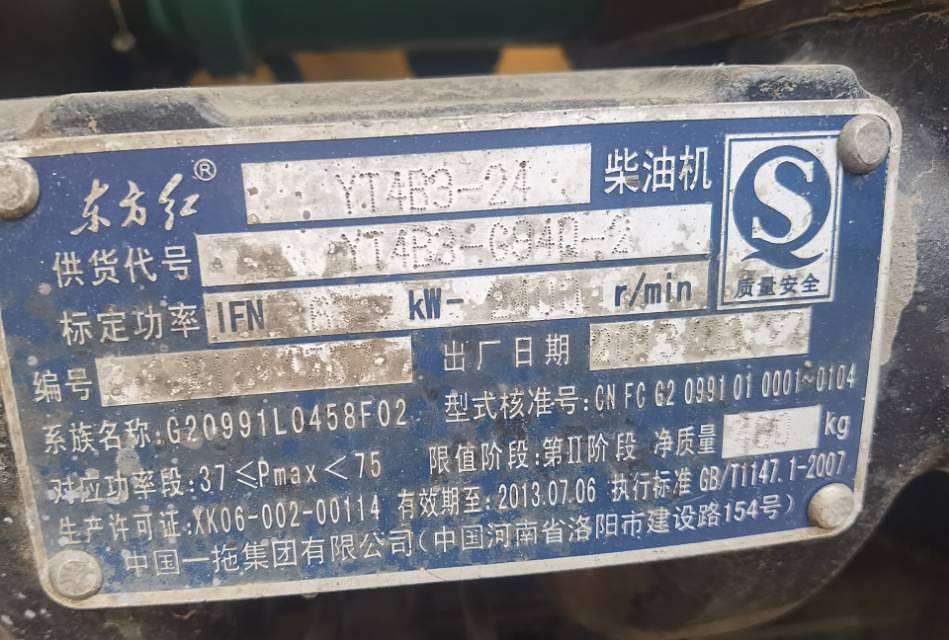 东方红® YT4B3-24 柴油机
供货代号 YT4B3-
标定功率 IFN kW- r/min
质量安全
编号 出厂日期
系族名称:G20991L0458F02 型式核准号:CN FC G2 0991 01 0001~0104
对应功率段:37≤Pmax<75 限值阶段:第II阶段 净质量 kg
生产许可证:XK06-002-00114 有效期至:2013.07.06 执行标准 GB/T1147.1-2007
中国一拖集团有限公司(中国河南省洛阳市建设路154号)